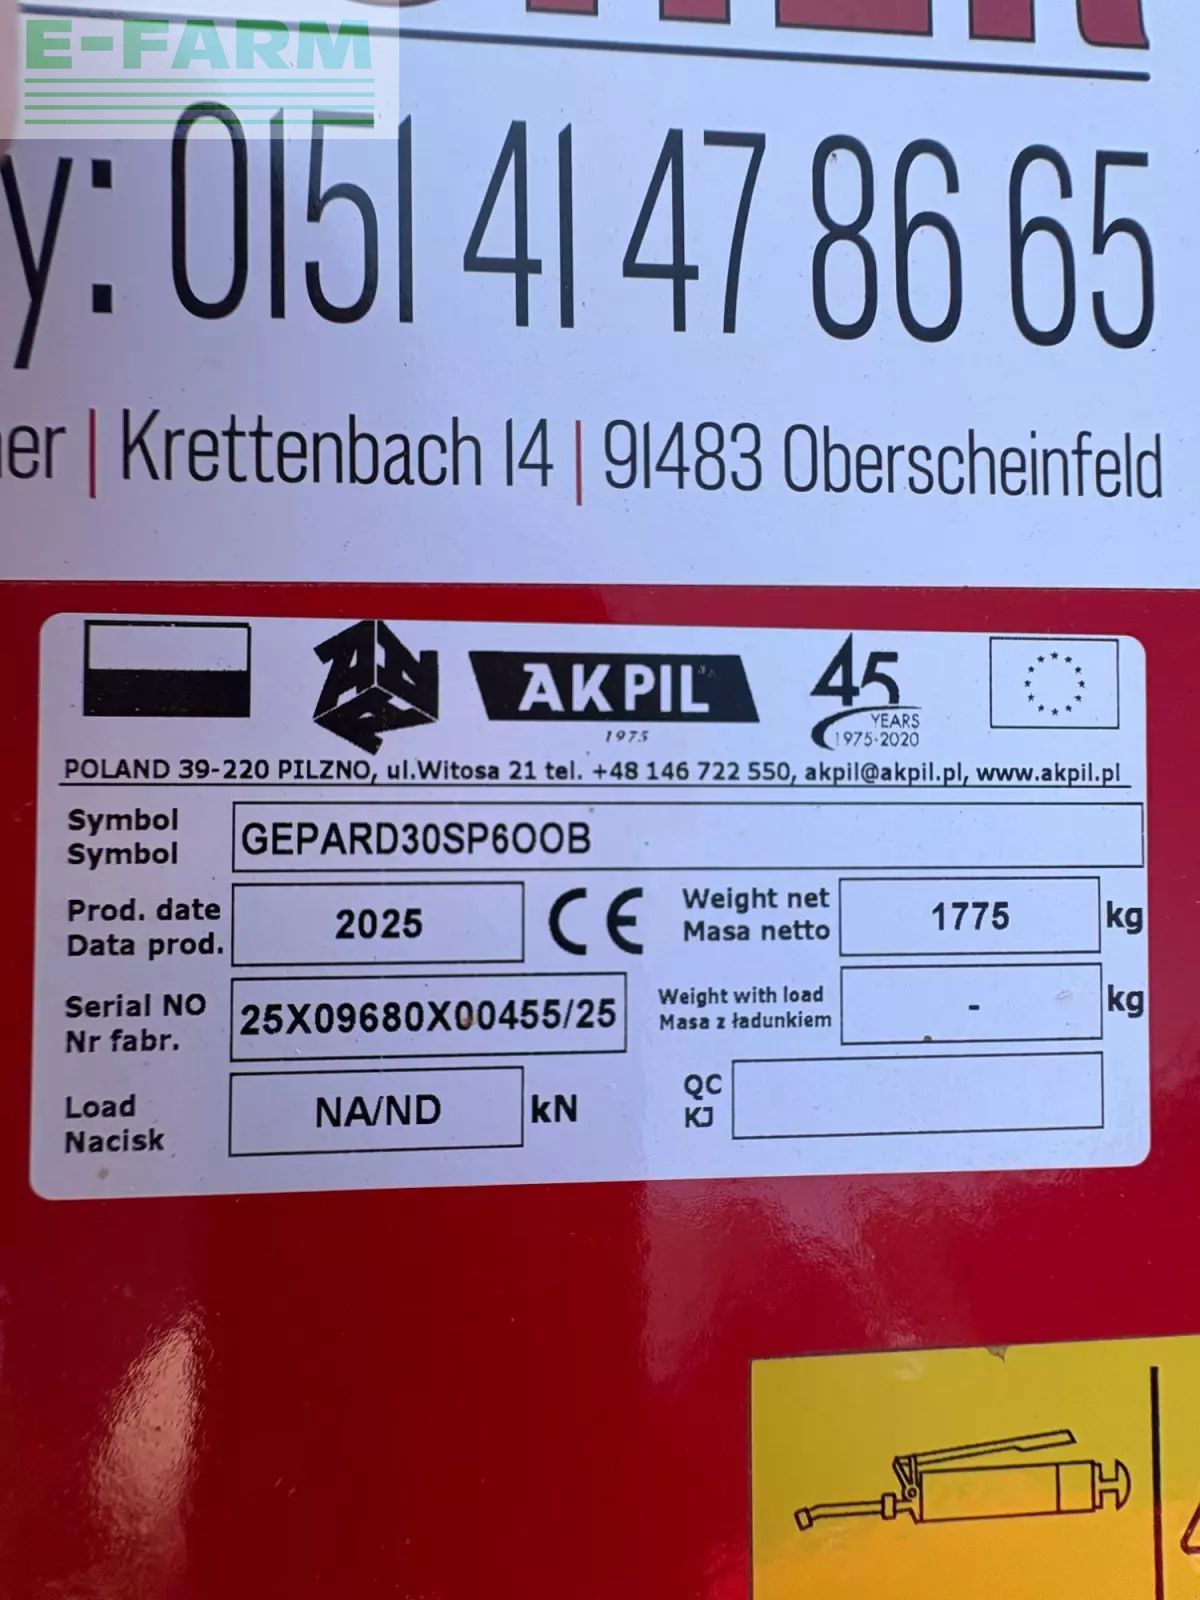 E-FARM
y: 0151 41 47 86 65
er | Krettenbach 14 | 91483 Oberscheinfeld
AKPIL
1975
45
YEARS
1975-2020
POLAND 39-220 PILZNO, ul.Witosa 21 tel. +48 146 722 550, akpil@akpil.pl, www.akpil.pl
Symbol
Symbol
GEPARD30SP6OOB
Prod. date
Data prod.
2025
CE
Weight net
Masa netto
1775
kg
Serial NO
Nr fabr.
25X09680X00455/25
Weight with load
Masa z ładunkiem
-
kg
Load
Nacisk
NA/ND
kN
QC
KJ